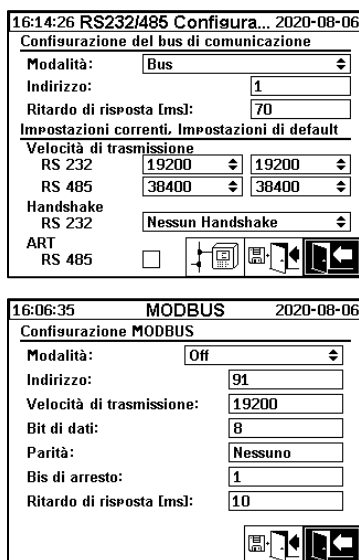 16:14:26 RS232/485 Configura... 2020-08-06
Configurazione del bus di comunicazione
Modalità: Bus
Indirizzo: 1
Ritardo di risposta [ms]: 70
Impostazioni correnti, Impostazioni di default
Velocità di trasmissione
RS 232 19200 19200
RS 485 38400 38400
Handshake
RS 232 Nessun Handshake
ART
RS 485
16:06:35 MODBUS 2020-08-06
Configurazione MODBUS
Modalità: Off
Indirizzo: 91
Velocità di trasmissione: 19200
Bit di dati: 8
Parità: Nessuno
Bis di arresto: 1
Ritardo di risposta [ms]: 10